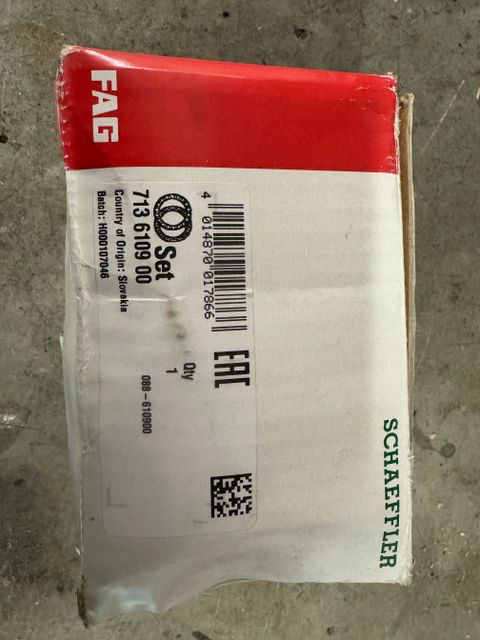 FAG
4 014870 017866
EAC
Set
713 6109 00
Qty
1
Country of Origin: Slovakia
Batch: H000107046
088-610900
SCHAEFFLER